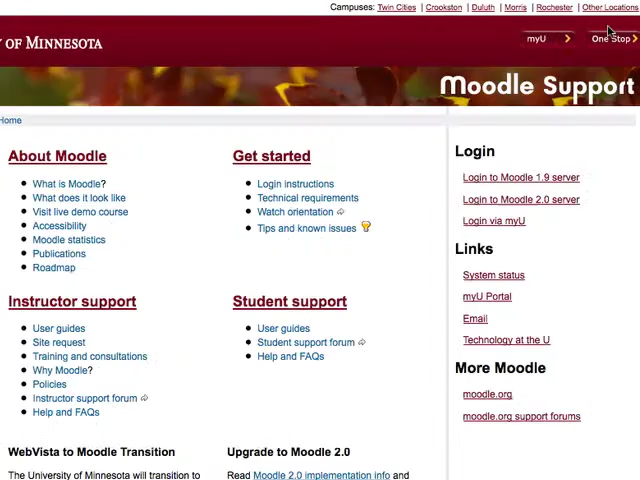 Campuses: Twin Cities | Crookston | Duluth | Morris | Rochester | Other Locations
Y OF MINNESOTA
myU
One Stop
Moodle Support
Home
About Moodle
What is Moodle?
What does it look like
Visit live demo course
Accessibility
Moodle statistics
Publications
Roadmap
Get started
Login instructions
Technical requirements
Watch orientation
Tips and known issues
Instructor support
User guides
Site request
Training and consultations
Why Moodle?
Policies
Instructor support forum
Help and FAQs
Student support
User guides
Student support forum
Help and FAQs
WebVista to Moodle Transition
The University of Minnesota will transition to
Upgrade to Moodle 2.0
Read Moodle 2.0 implementation info and
Login
Login to Moodle 1.9 server
Login to Moodle 2.0 server
Login via myU
Links
System status
myU Portal
Email
Technology at the U
More Moodle
moodle.org
moodle.org support forums